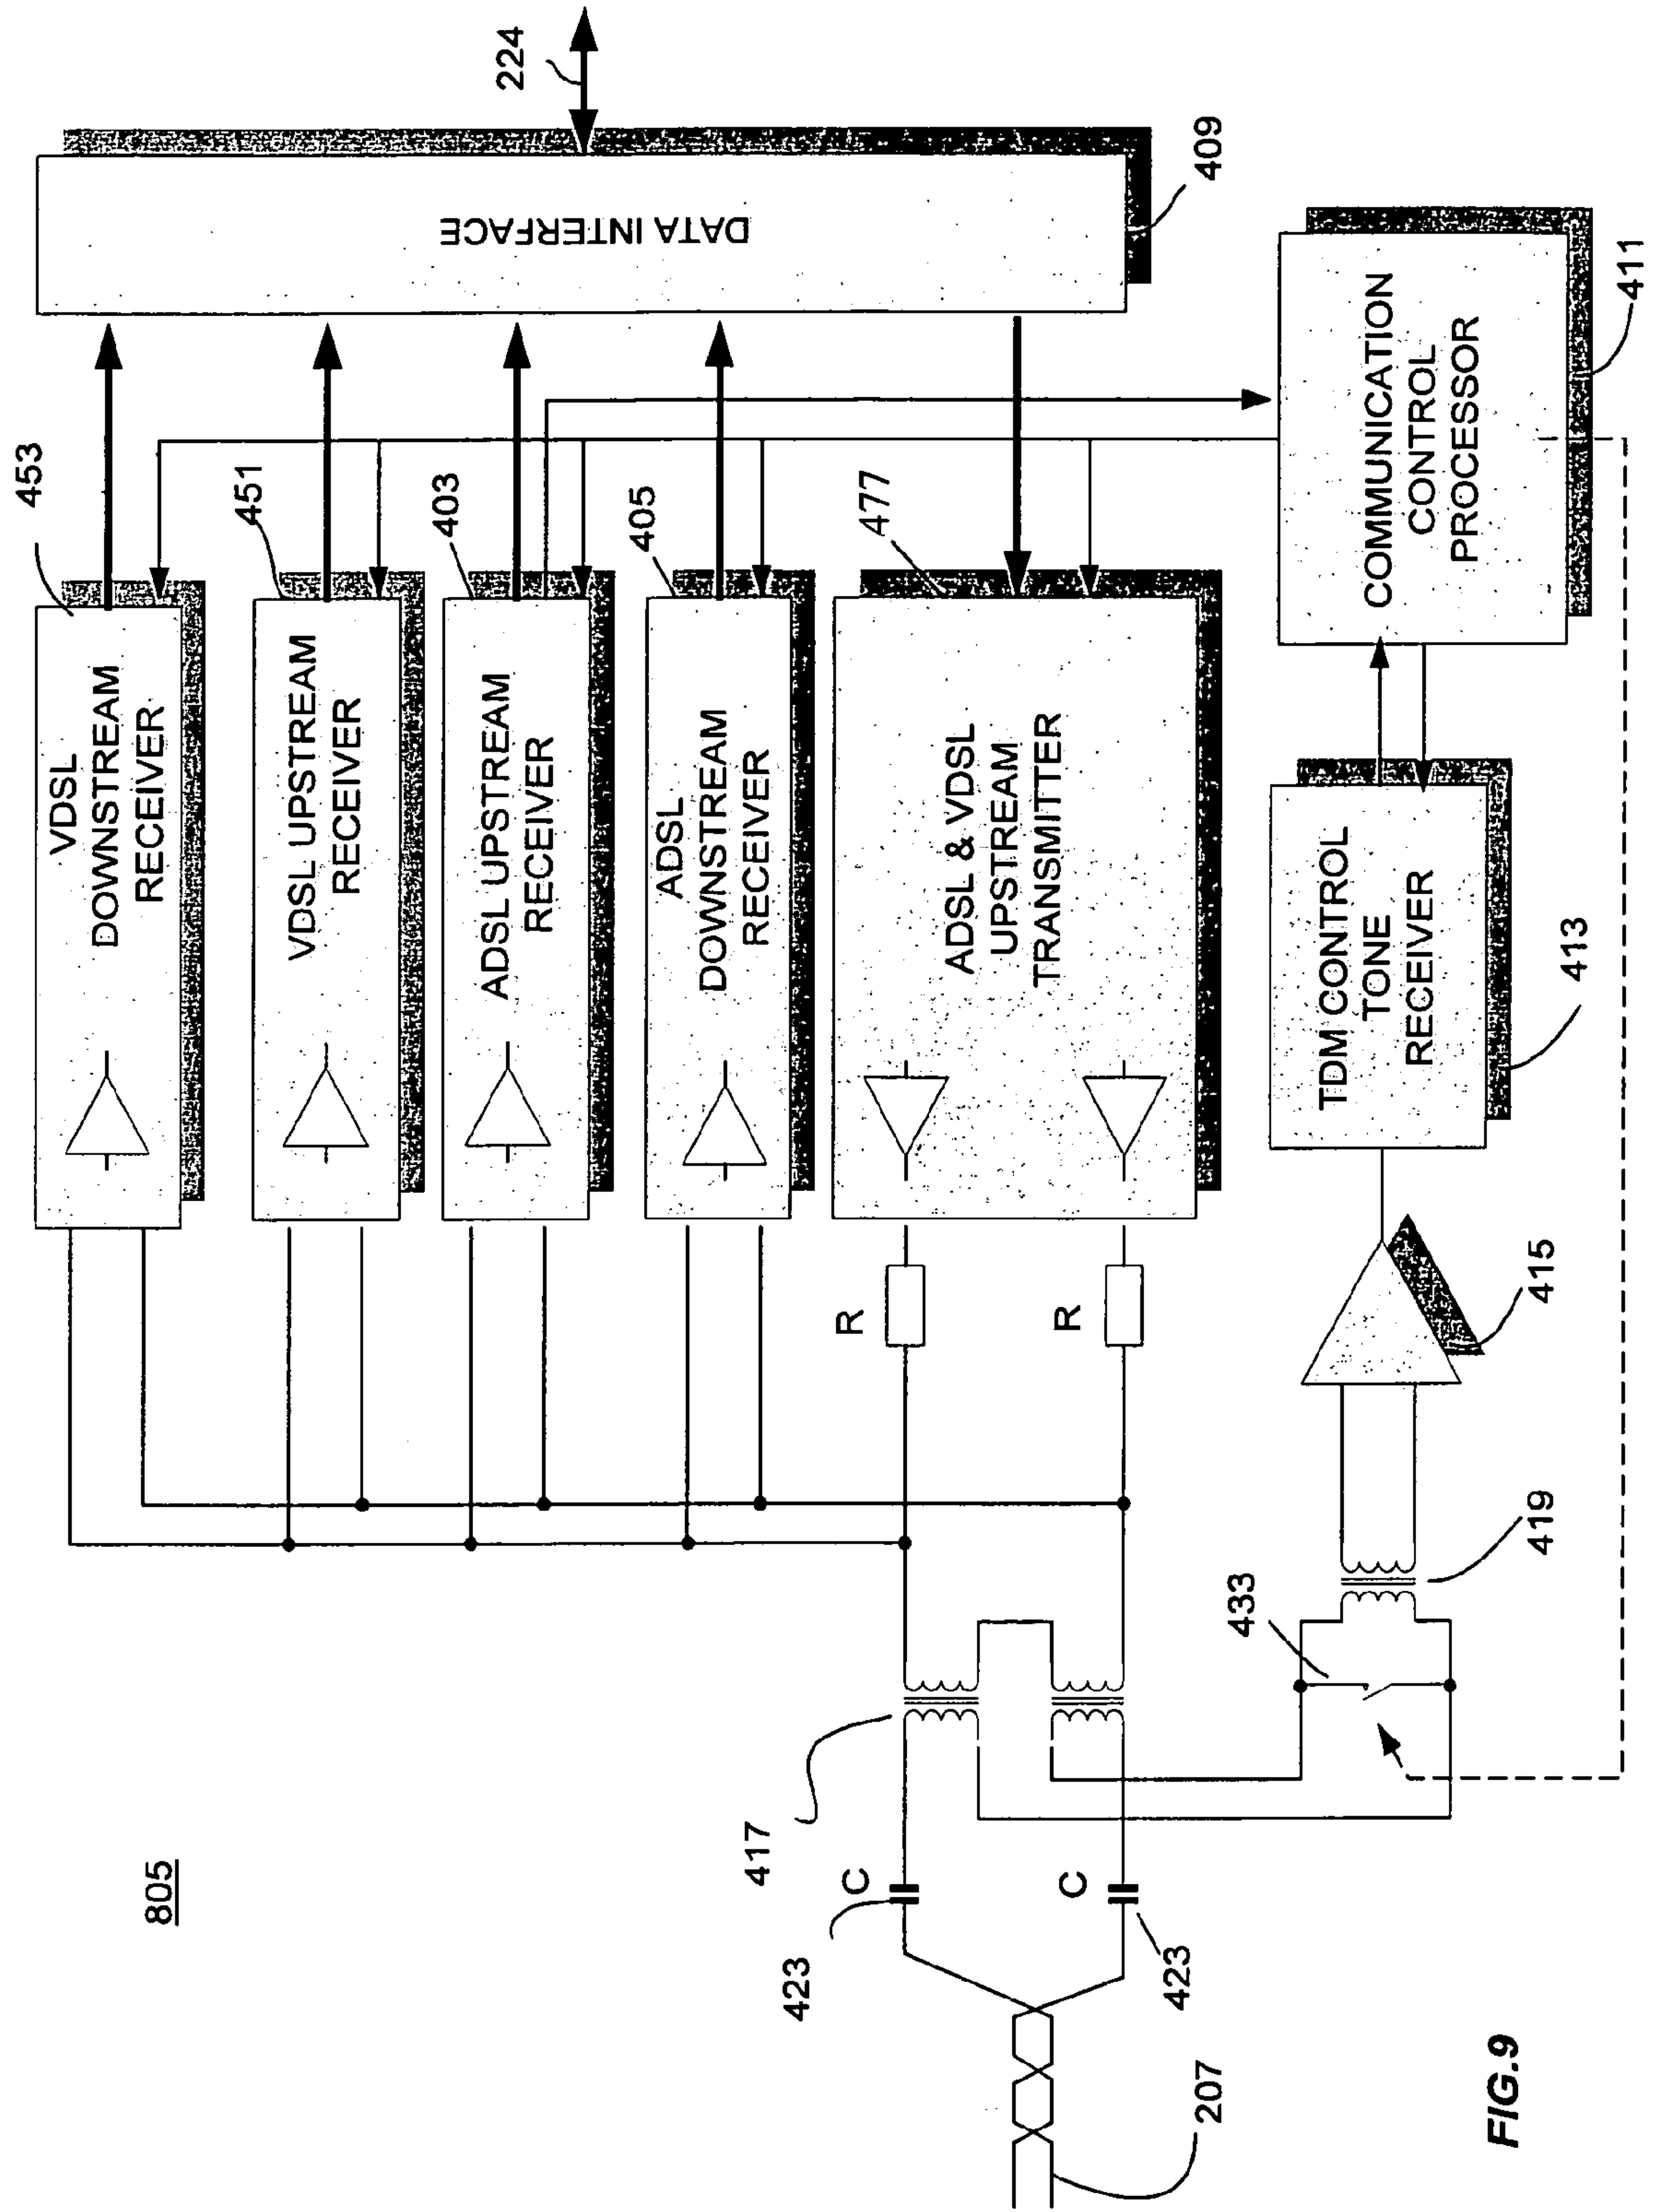 805
453
VDSL
DOWNSTREAM
RECEIVER
451
VDSL UPSTREAM
RECEIVER
403
ADSL UPSTREAM
RECEIVER
405
ADSL
DOWNSTREAM
RECEIVER
477
ADSL & VDSL
UPSTREAM
TRANSMITTER
DATA INTERFACE
224
409
R
R
417
C
423
C
423
207
433
419
415
TDM CONTROL
TONE
RECEIVER
413
COMMUNICATION
CONTROL
PROCESSOR
411
FIG.9